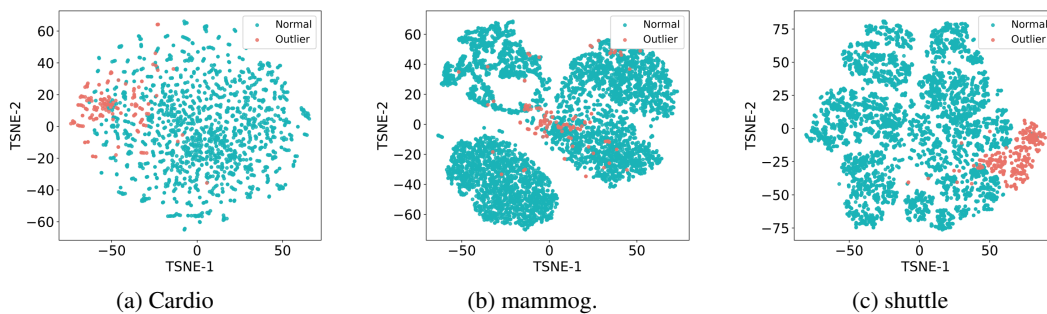 Normal
Outlier
TSNE-2
60
40
20
0
−20
−40
−60
−50
0
50
TSNE-1
(a) Cardio
Normal
Outlier
TSNE-2
60
40
20
0
−20
−40
−60
−50
0
50
TSNE-1
(b) mammog.
Normal
Outlier
TSNE-2
75
50
25
0
−25
−50
−75
−50
0
50
TSNE-1
(c) shuttle